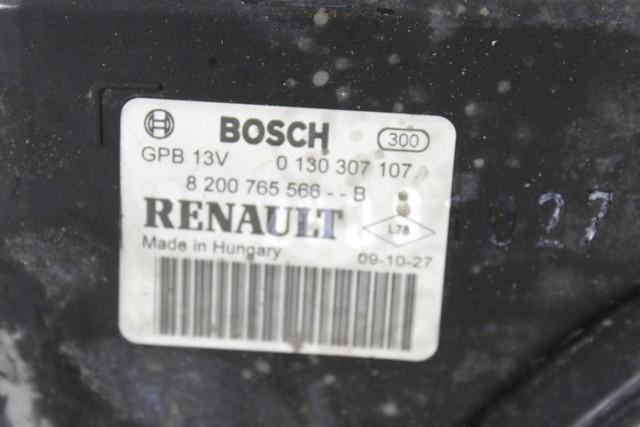 BOSCH 300
GPB 13V 0 130 307 107
8 200 765 566 - - B
RENAULT L78
Made in Hungary 09-10-27
027